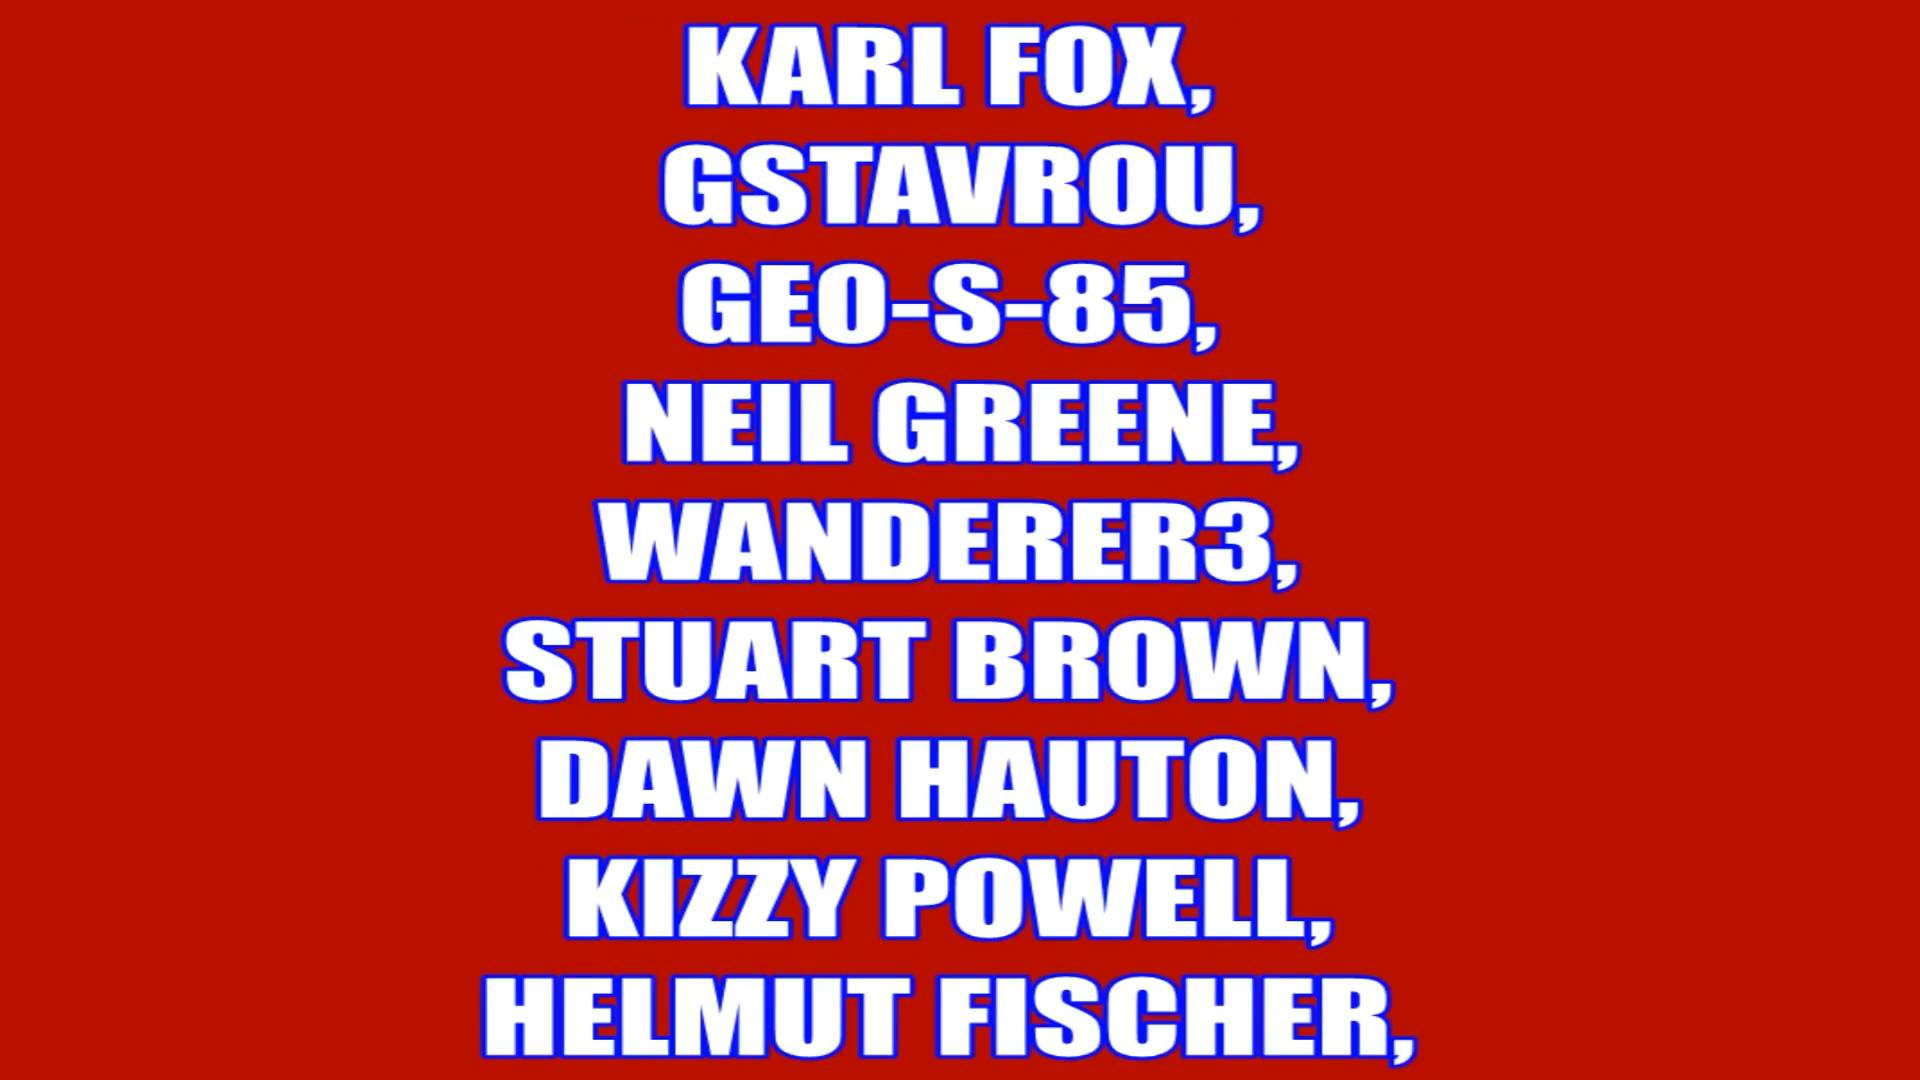 KARL FOX,
GSTAVROU,
GEO-S-85,
NEIL GREENE,
WANDERER3,
STUART BROWN,
DAWN HAUTON,
KIZZY POWELL,
HELMUT FISCHER,